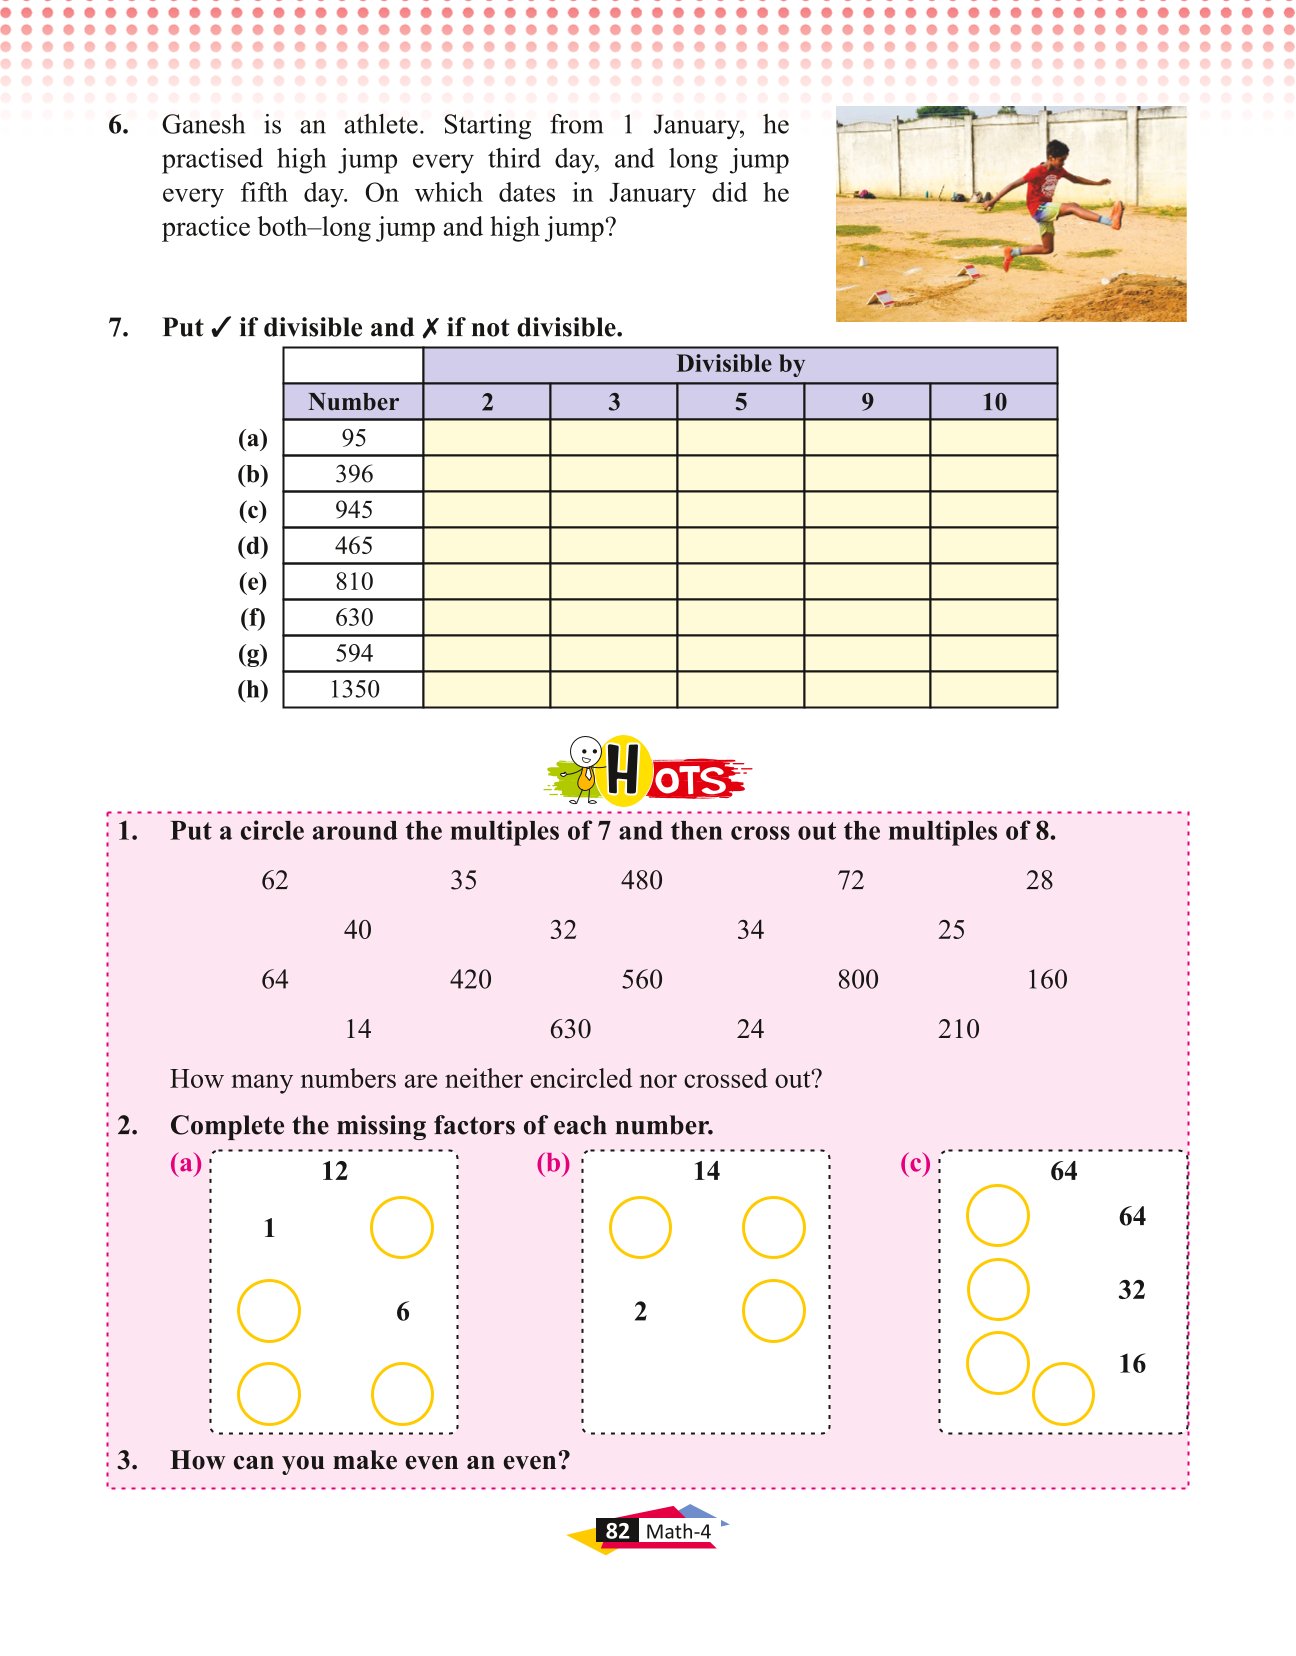 6. Ganesh is an athlete. Starting from 1 January, he
practised high jump every third day, and long jump
every fifth day. On which dates in January did he
practice both–long jump and high jump?
7. Put ✓ if divisible and ✗ if not divisible.
Divisible by
Number 2 3 5 9 10
(a) 95
(b) 396
(c) 945
(d) 465
(e) 810
(f) 630
(g) 594
(h) 1350
HOTS
1. Put a circle around the multiples of 7 and then cross out the multiples of 8.
62 35 480 72 28
40 32 34 25
64 420 560 800 160
14 630 24 210
How many numbers are neither encircled nor crossed out?
2. Complete the missing factors of each number.
(a) 12 (b) 14 (c) 64
1 64
6 2 32
16
3. How can you make even an even?
82 Math-4